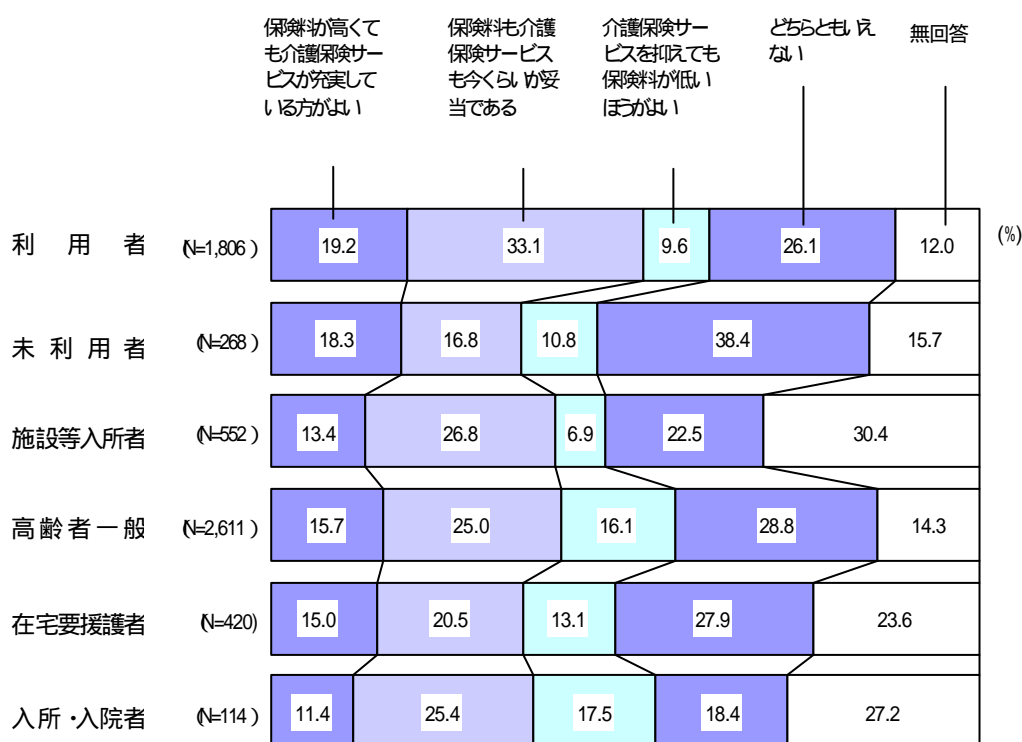 保険料が高くて
も介護保険サー
ビスが充実して
いる方がよい
保険料も介護
保険サービス
も今くらいが妥
当である
介護保険サー
ビスを抑えても
保険料が低い
ほうがよい
どちらともいえ
ない
無回答
利用者 (N=1,806) 19.2 33.1 9.6 26.1 12.0 (%)
未利用者 (N=268) 18.3 16.8 10.8 38.4 15.7
施設等入所者 (N=552) 13.4 26.8 6.9 22.5 30.4
高齢者一般 (N=2,611) 15.7 25.0 16.1 28.8 14.3
在宅要援護者 (N=420) 15.0 20.5 13.1 27.9 23.6
入所・入院者 (N=114) 11.4 25.4 17.5 18.4 27.2